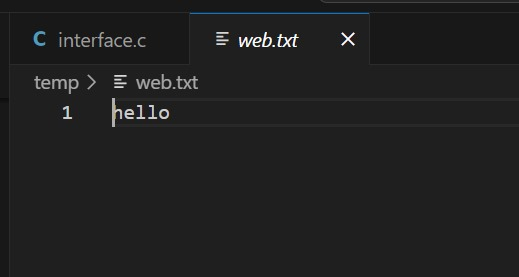 C interface.c web.txt
temp > web.txt
1 hello